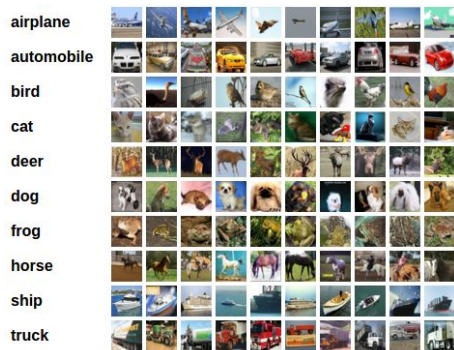 airplane
automobile
bird
cat
deer
dog
frog
horse
ship
truck